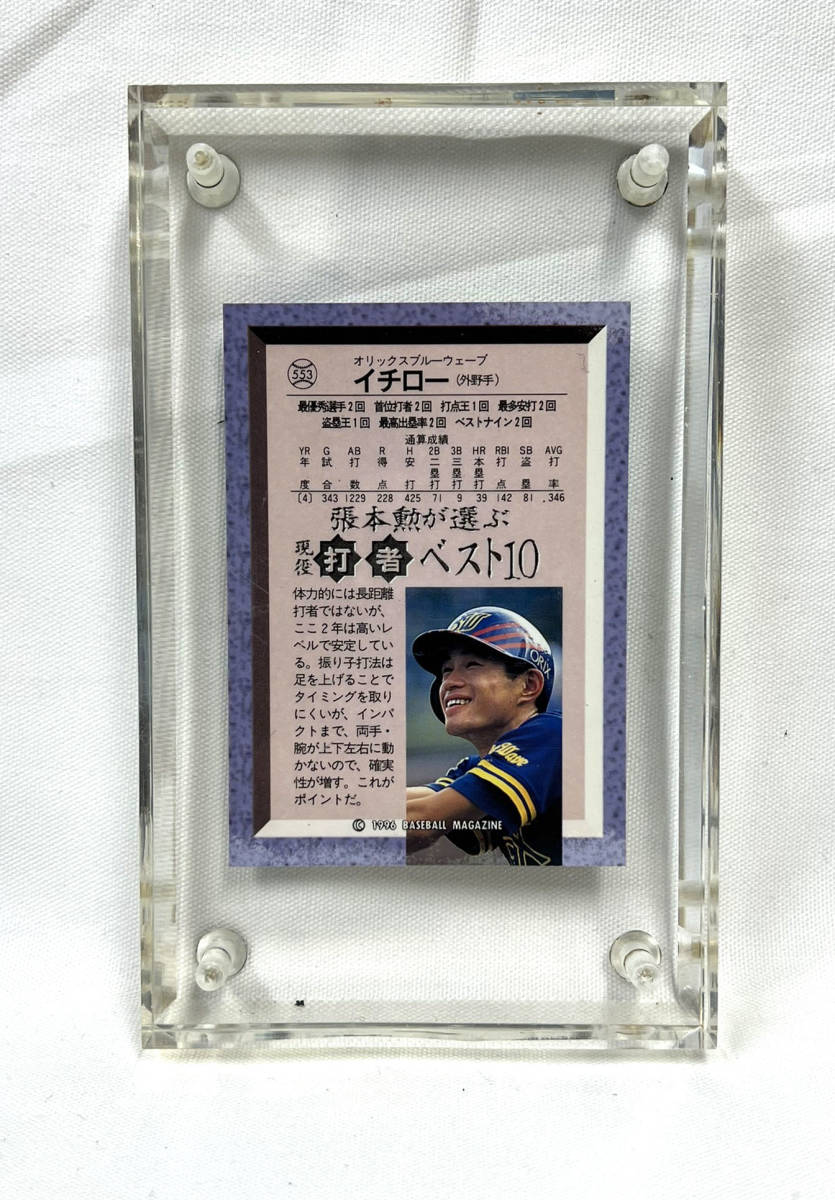 553
オリックスブルーウェーブ
イチロー(外野手)
最優秀選手2回 首位打者2回 打点王1回 最多安打2回
盗塁王1回 最高出塁率2回 ベストナイン2回
通算成績
YR G AB R H 2B 3B HR RBI SB AVG
年 試 打 得 安 二 三 本 打 盗 打
塁 塁 塁
度 合 数 点 打 打 打 打 点 塁 率
〔4〕 343 1229 228 425 71 9 39 142 81 .346
張本勲が選ぶ
現役打者ベスト10
体力的には長距離
打者ではないが、
ここ2年は高いレ
ベルで安定してい
る。振り子打法は
足を上げることで
タイミングを取り
にくいが、インパ
クトまで、両手・
腕が上下左右に動
かないので、確実
性が増す。これが
ポイントだ。
ORIX
© 1996 BASEBALL MAGAZINE